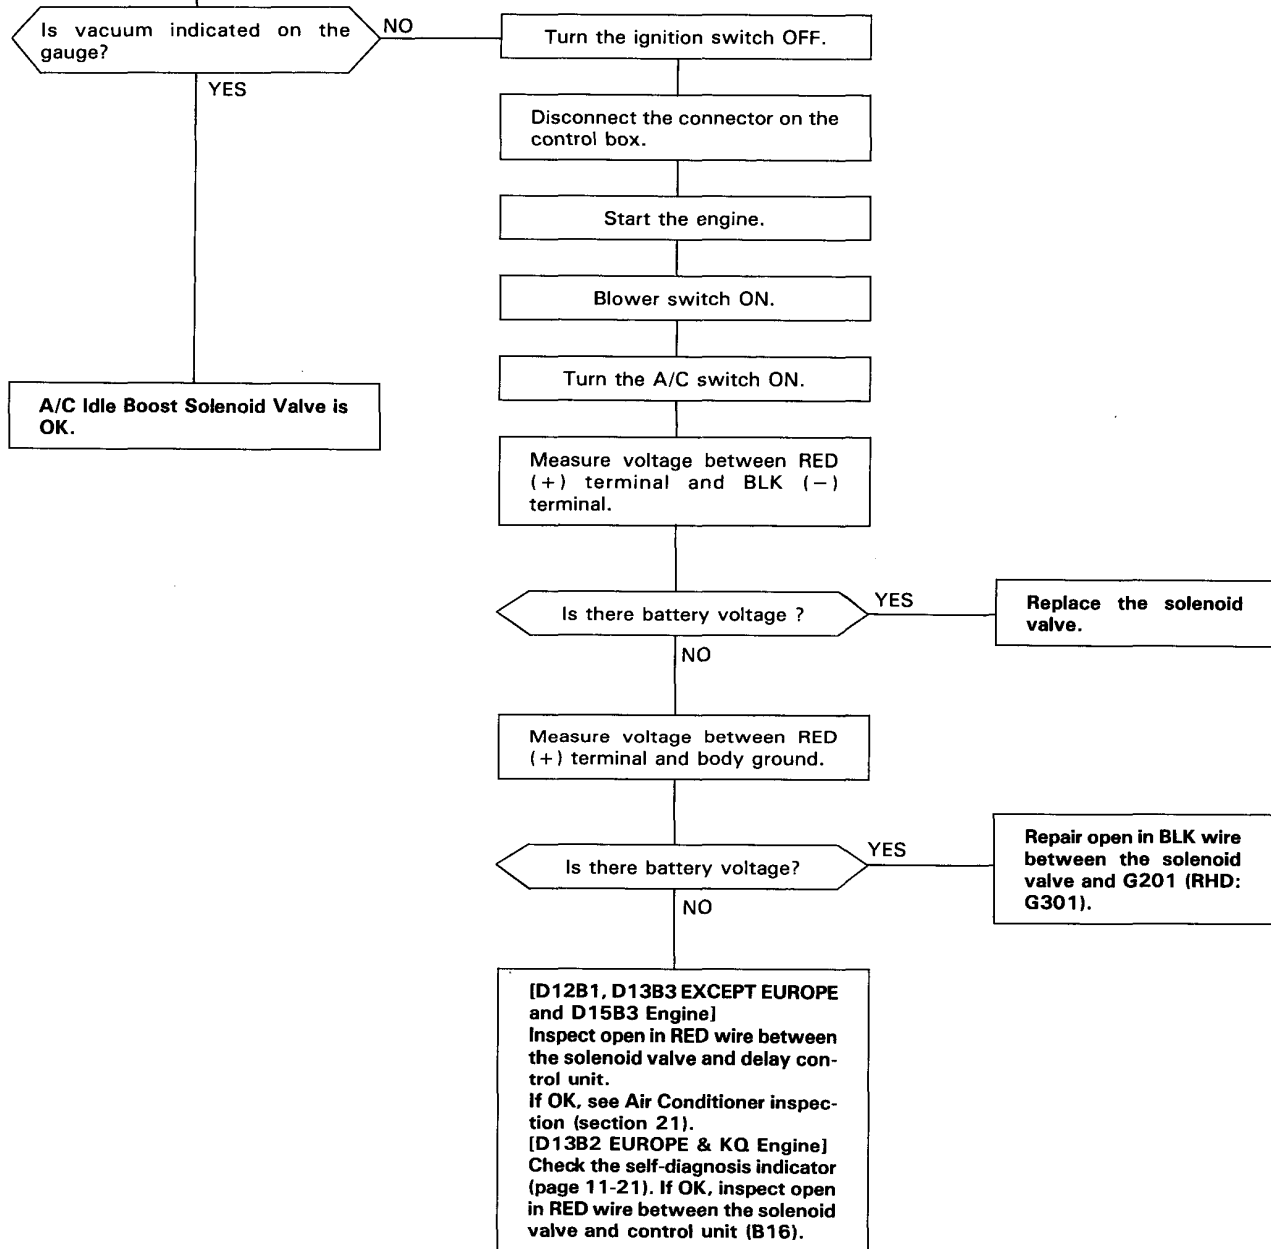 Is vacuum indicated on the
gauge?
NO
YES
Turn the ignition switch OFF.
Disconnect the connector on the
control box.
Start the engine.
Blower switch ON.
Turn the A/C switch ON.
A/C Idle Boost Solenoid Valve is
OK.
Measure voltage between RED
(+) terminal and BLK (−)
terminal.
Is there battery voltage ?
YES
Replace the solenoid
valve.
NO
Measure voltage between RED
(+) terminal and body ground.
Is there battery voltage?
YES
Repair open in BLK wire
between the solenoid
valve and G201 (RHD:
G301).
NO
[D12B1, D13B3 EXCEPT EUROPE
and D15B3 Engine]
Inspect open in RED wire between
the solenoid valve and delay con-
trol unit.
If OK, see Air Conditioner inspec-
tion (section 21).
[D13B2 EUROPE & KQ Engine]
Check the self-diagnosis indicator
(page 11-21). If OK, inspect open
in RED wire between the solenoid
valve and control unit (B16).